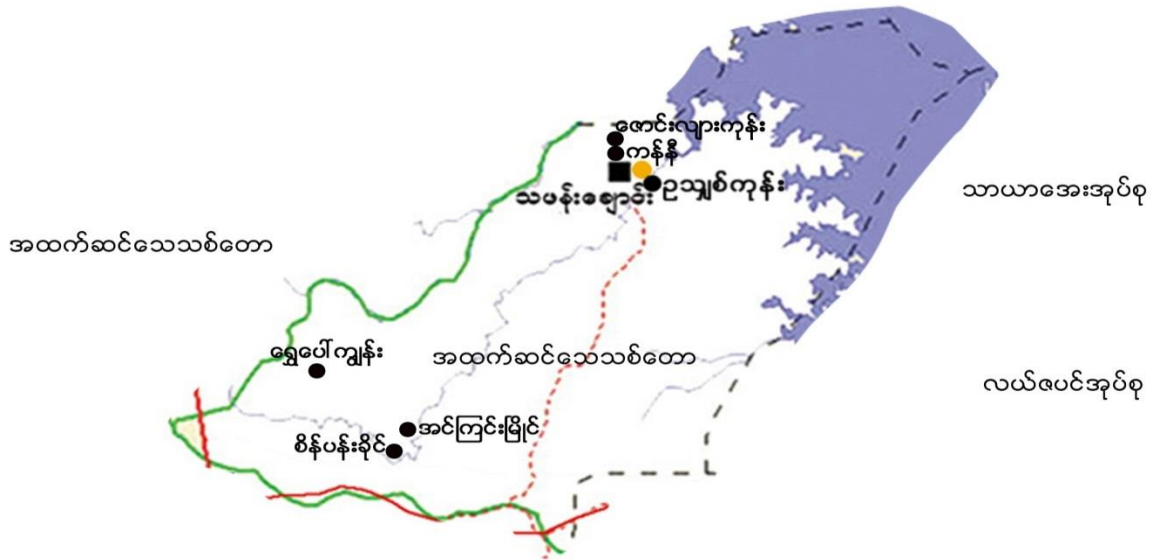 ဇောင်းလျားကုန်း
ကန်နီ
ဥသျှစ်ကုန်း
သဖန်းချောင်း
သာယာအေးအုပ်စု
အထက်ဆင်သေသစ်တော
ရွှေပေါ်ကျွန်း
အထက်ဆင်သေသစ်တော
လယ်ဇပင်အုပ်စု
အင်ကြင်းမြိုင်
စိန်ပန်းခိုင်